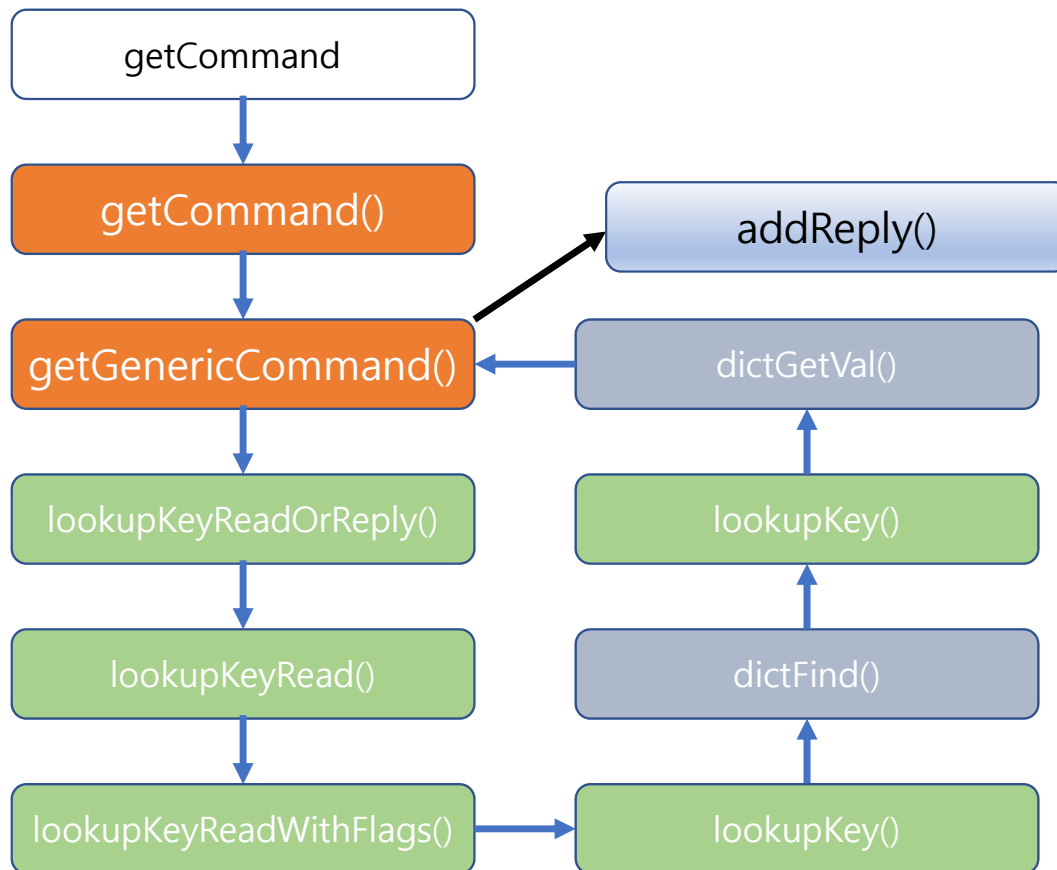 getCommand
getCommand()
addReply()
getGenericCommand()
dictGetVal()
lookupKeyReadOrReply()
lookupKey()
lookupKeyRead()
dictFind()
lookupKeyReadWithFlags()
lookupKey()